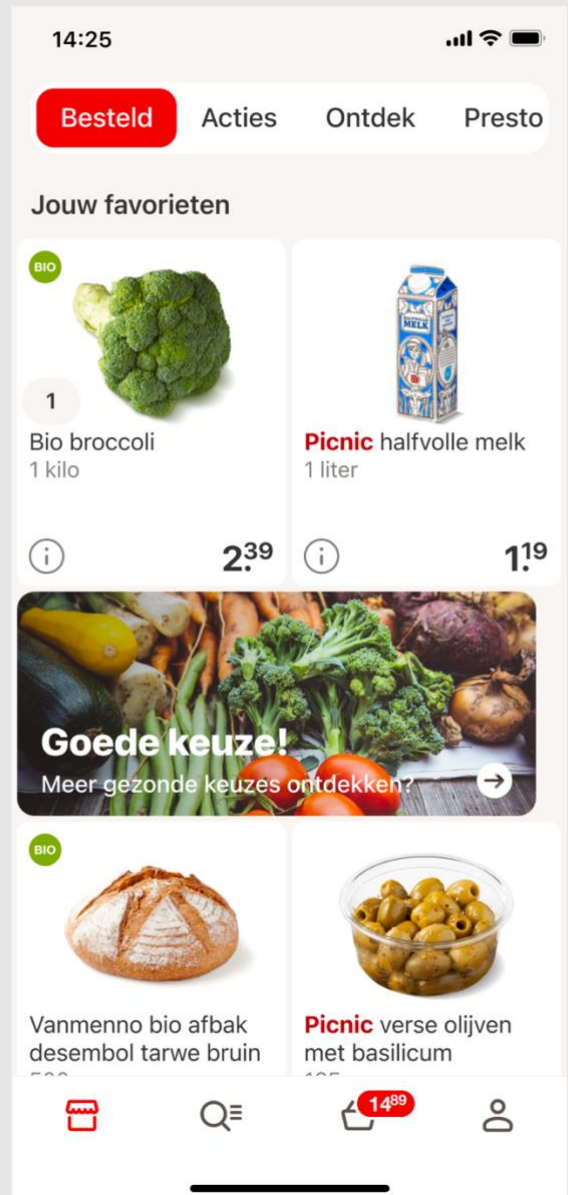 14:25
Besteld Acties Ontdek Presto
Jouw favorieten
BIO
MELK
1
Bio broccoli
1 kilo
2.39
Picnic halfvolle melk
1 liter
1.19
Goede keuze!
Meer gezonde keuzes ontdekken?
BIO
Vanmenno bio afbak
desembol tarwe bruin
Picnic verse olijven
met basilicum
14.89